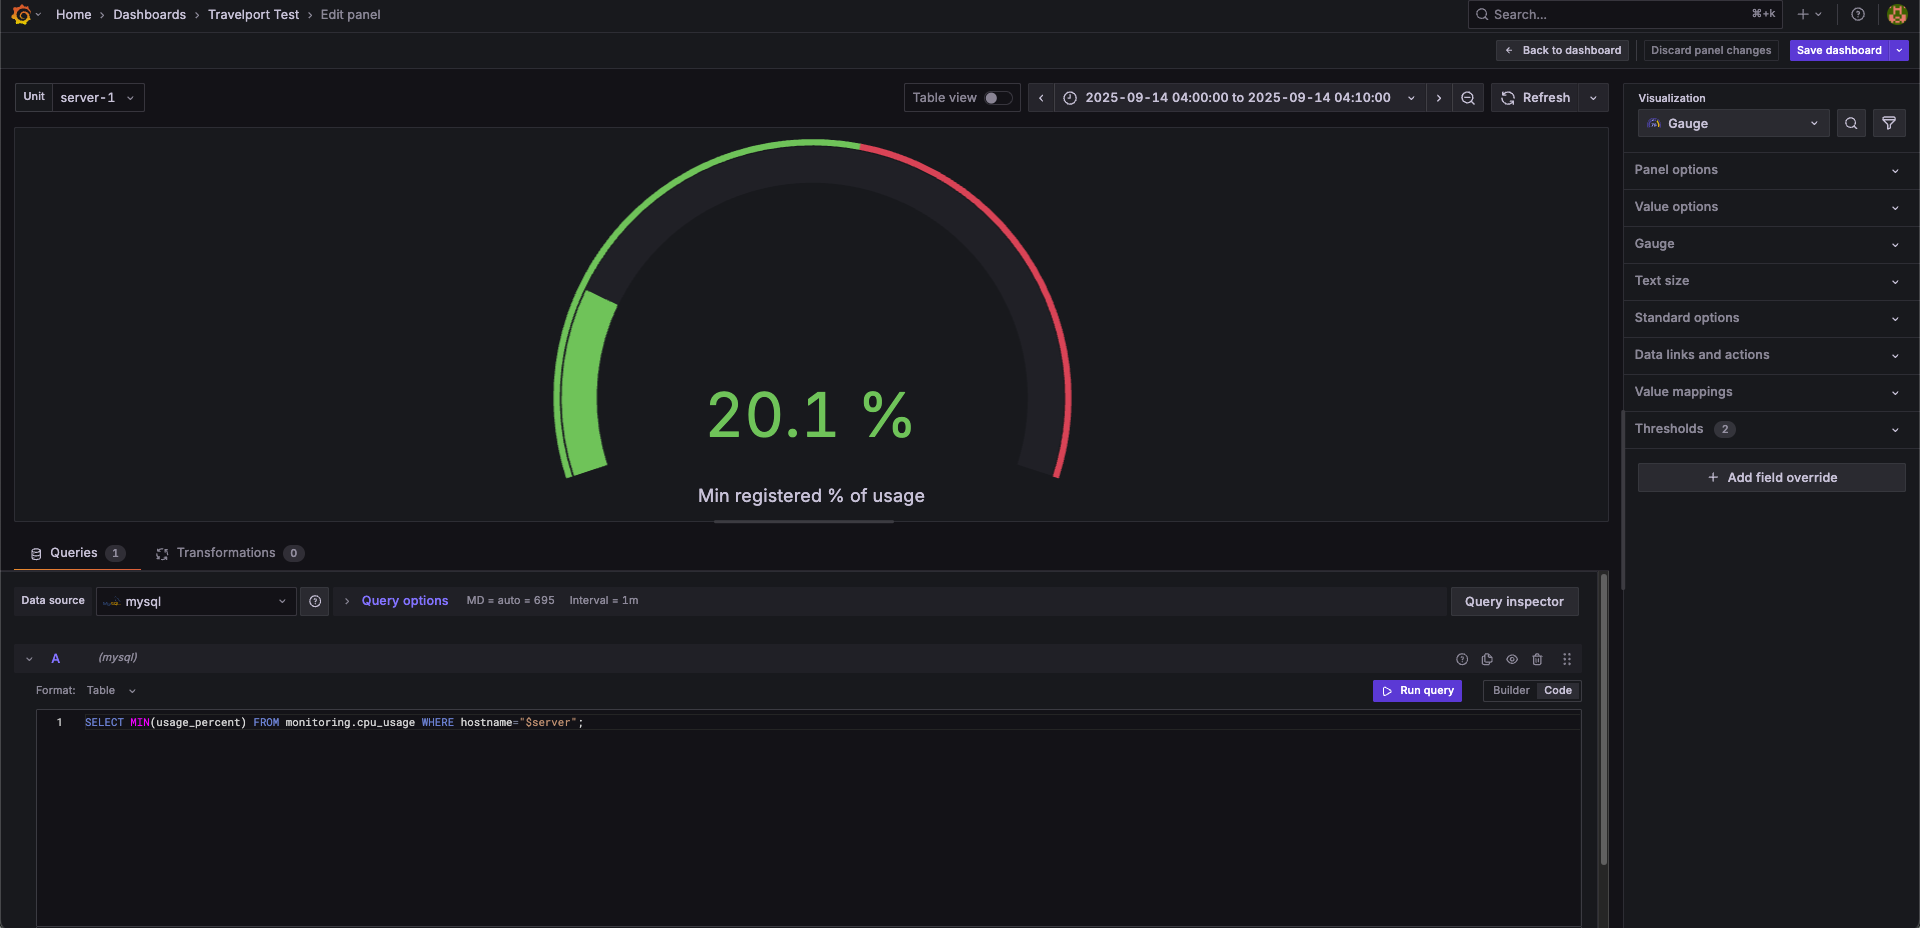 Home › Dashboards › Travelport Test › Edit panel
Search... ⌘+k
Back to dashboard
Discard panel changes
Save dashboard
Unit server-1
Table view
2025-09-14 04:00:00 to 2025-09-14 04:10:00
Refresh
20.1 %
Min registered % of usage
Visualization
Gauge
Panel options
Value options
Gauge
Text size
Standard options
Data links and actions
Value mappings
Thresholds 2
+ Add field override
Queries 1
Transformations 0
Data source mysql
› Query options MD = auto = 695 Interval = 1m
Query inspector
A (mysql)
Format: Table
Run query
Builder Code
1 SELECT MIN(usage_percent) FROM monitoring.cpu_usage WHERE hostname="$server";